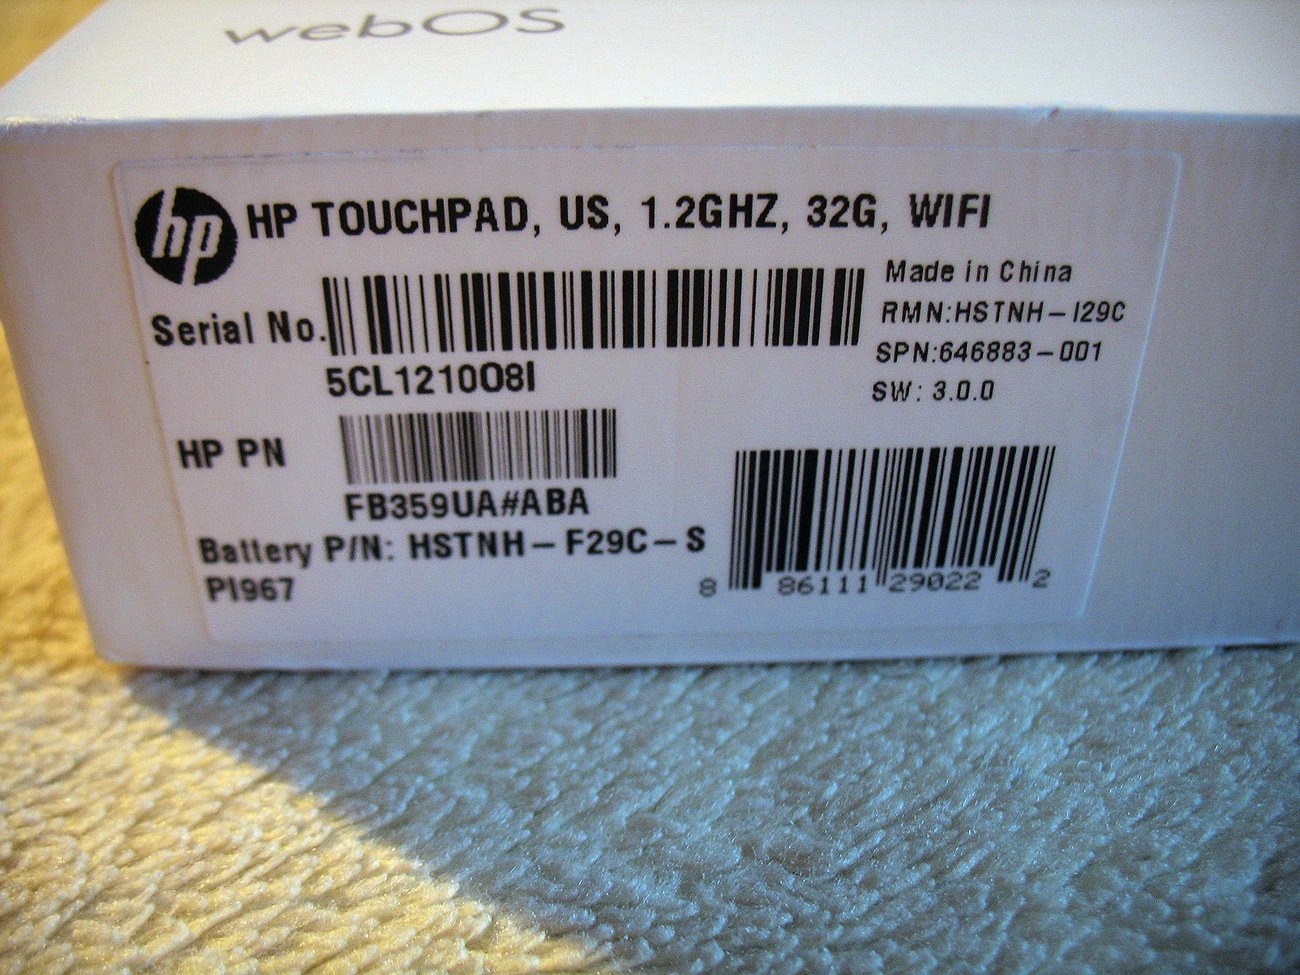 webOS
hp HP TOUCHPAD, US, 1.2GHZ, 32G, WIFI
Made in China
Serial No.
RMN:HSTNH-I29C
SPN:646883-001
5CL121008I
SW: 3.0.0
HP PN
FB359UA#ABA
Battery P/N: HSTNH-F29C-S
PI967
8 86111 29022 2